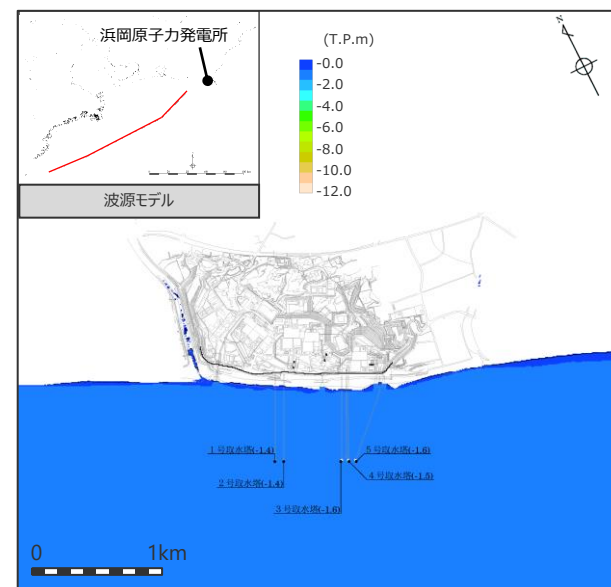 浜岡原子力発電所
波源モデル
(T.P.m)
-0.0
-2.0
-4.0
-6.0
-8.0
-10.0
-12.0
N
1号取水塔(-1.4)
2号取水塔(-1.4)
3号取水塔(-1.6)
4号取水塔(-1.5)
5号取水塔(-1.6)
0 1km